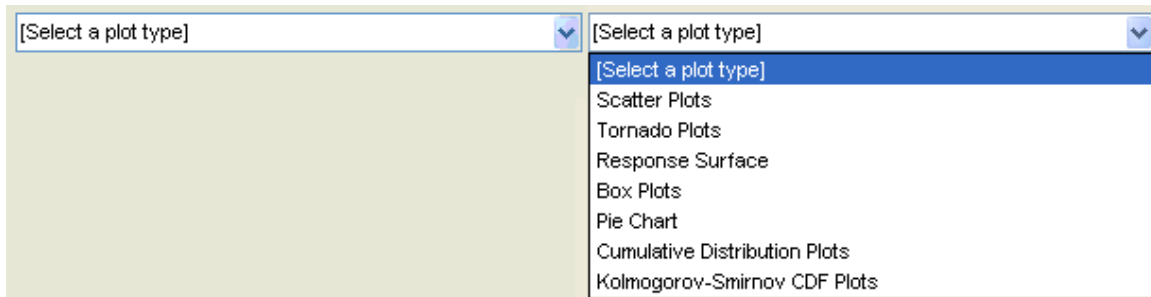 [Select a plot type]
[Select a plot type]
[Select a plot type]
Scatter Plots
Tornado Plots
Response Surface
Box Plots
Pie Chart
Cumulative Distribution Plots
Kolmogorov-Smirnov CDF Plots